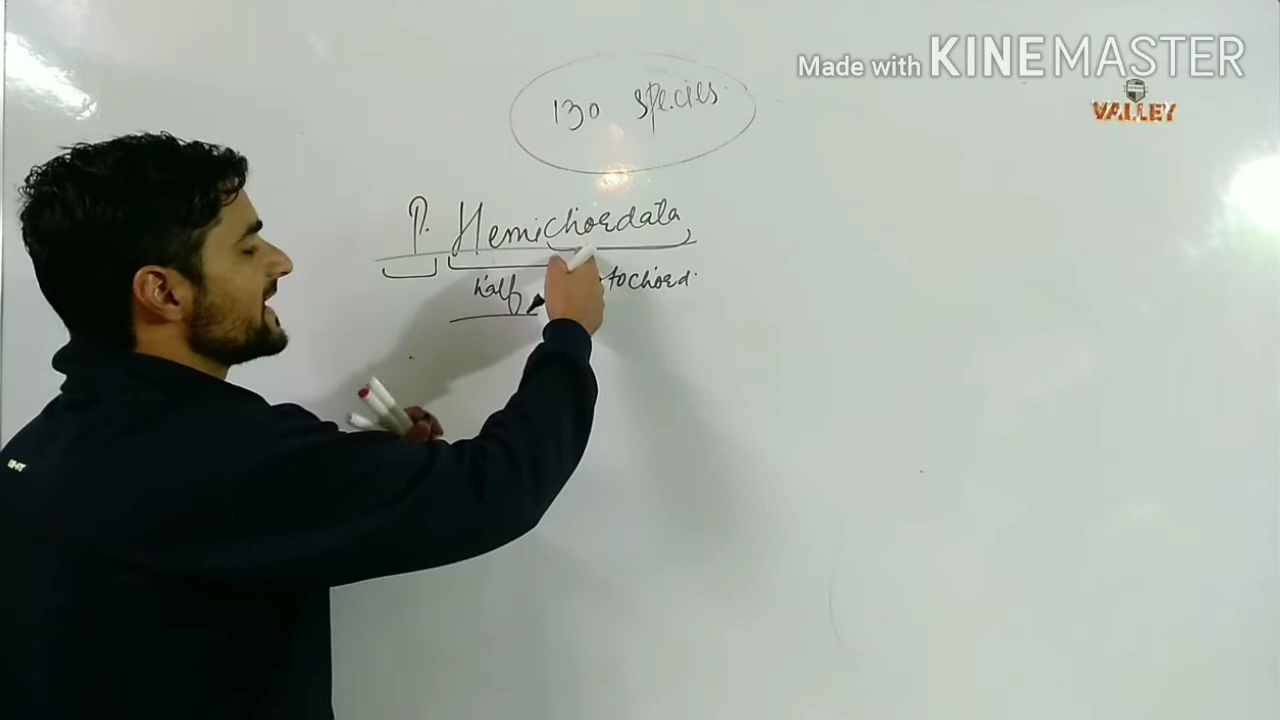 Made with KINEMASTER
VALLEY
130 species
P. Hemichordata
half tochord.